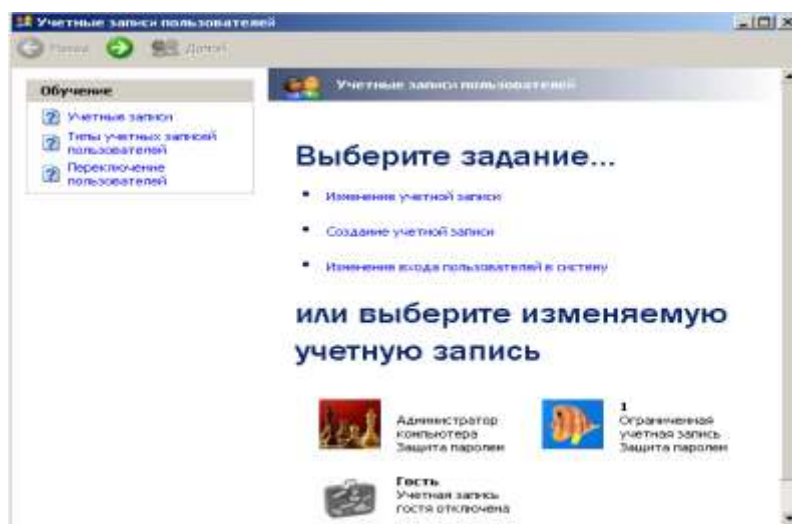 Учетные записи пользователей
Назад
Домой
Обучение
Учетные записи
Типы учетных записей
пользователей
Переключение
пользователей
Учетные записи пользователей
Выберите задание...
Изменение учетной записи
Создание учетной записи
Изменение входа пользователей в систему
или выберите изменяемую
учетную запись
Администратор
компьютера
Защита паролем
1
Ограниченная
учетная запись
Защита паролем
Гость
Учетная запись
гостя отключена